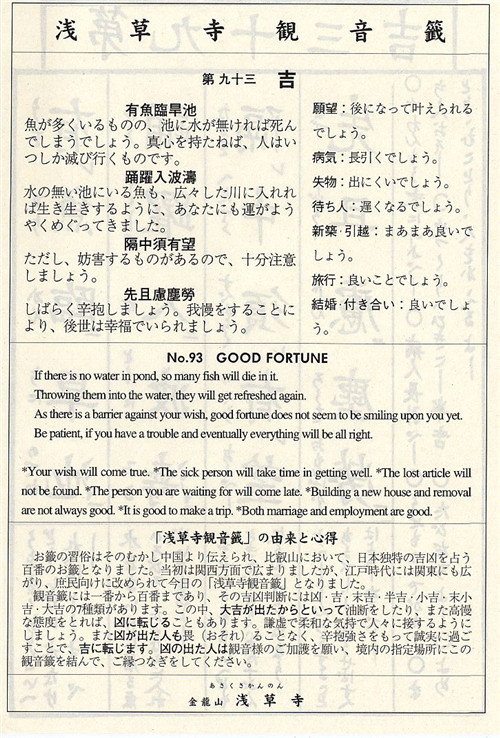 浅草寺観音籤
第九十三 吉
有魚臨旱池
魚が多くいるものの、池に水が無ければ死ん
でしまうでしょう。真心を持たねば、人はい
つしか滅び行くものです。
踊躍入波濤
水の無い池にいる魚も、広々した川に入れれ
ば生き生きするように、あなたにも運がよう
やくめぐってきました。
隔中須有望
ただし、妨害するものがあるので、十分注意
しましょう。
先且慮塵勞
しばらく辛抱しましょう。我慢をすることに
より、後世は幸福でいられましょう。
願望：後になって叶えられる
でしょう。
病気：長引くでしょう。
失物：出にくいでしょう。
待ち人：遅くなるでしょう。
新築・引越：まあまあ良いで
しょう。
旅行：良いことでしょう。
結婚・付き合い：良いでしょ
う。
No.93 GOOD FORTUNE
If there is no water in pond, so many fish will die in it.
Throwing them into the water, they will get refreshed again.
As there is a barrier against your wish, good fortune does not seem to be smiling upon you yet.
Be patient, if you have a trouble and eventually everything will be all right.
*Your wish will come true. *The sick person will take time in getting well. *The lost article will
not be found. *The person you are waiting for will come late. *Building a new house and removal
are not always good. *It is good to make a trip. *Both marriage and employment are good.
「浅草寺観音籤」の由来と心得
お籤の習俗はそのむかし中国より伝えられ、比叡山において、日本独特の吉凶を占う
百番のお籤となりました。当初は関西方面で広まりましたが、江戸時代には関東にも広
がり、庶民向けに改められて今日の「浅草寺観音籤」となりました。
観音籤には一番から百番まであり、その吉凶判断には凶・吉・末吉・半吉・小吉・末小
吉・大吉の7種類があります。この中、大吉が出たからといって油断をしたり、また高慢
な態度をとれば、凶に転じることもあります。謙虚で柔和な気持で人々に接するように
しましょう。また凶が出た人も畏（おそれ）ることなく、辛抱強さをもって誠実に過ご
すことで、吉に転じます。凶の出た人は観音様のご加護を願い、境内の指定場所にこの
観音籤を結んで、ご縁つなぎをしてください。
あさくさかんのん
金龍山 浅草寺